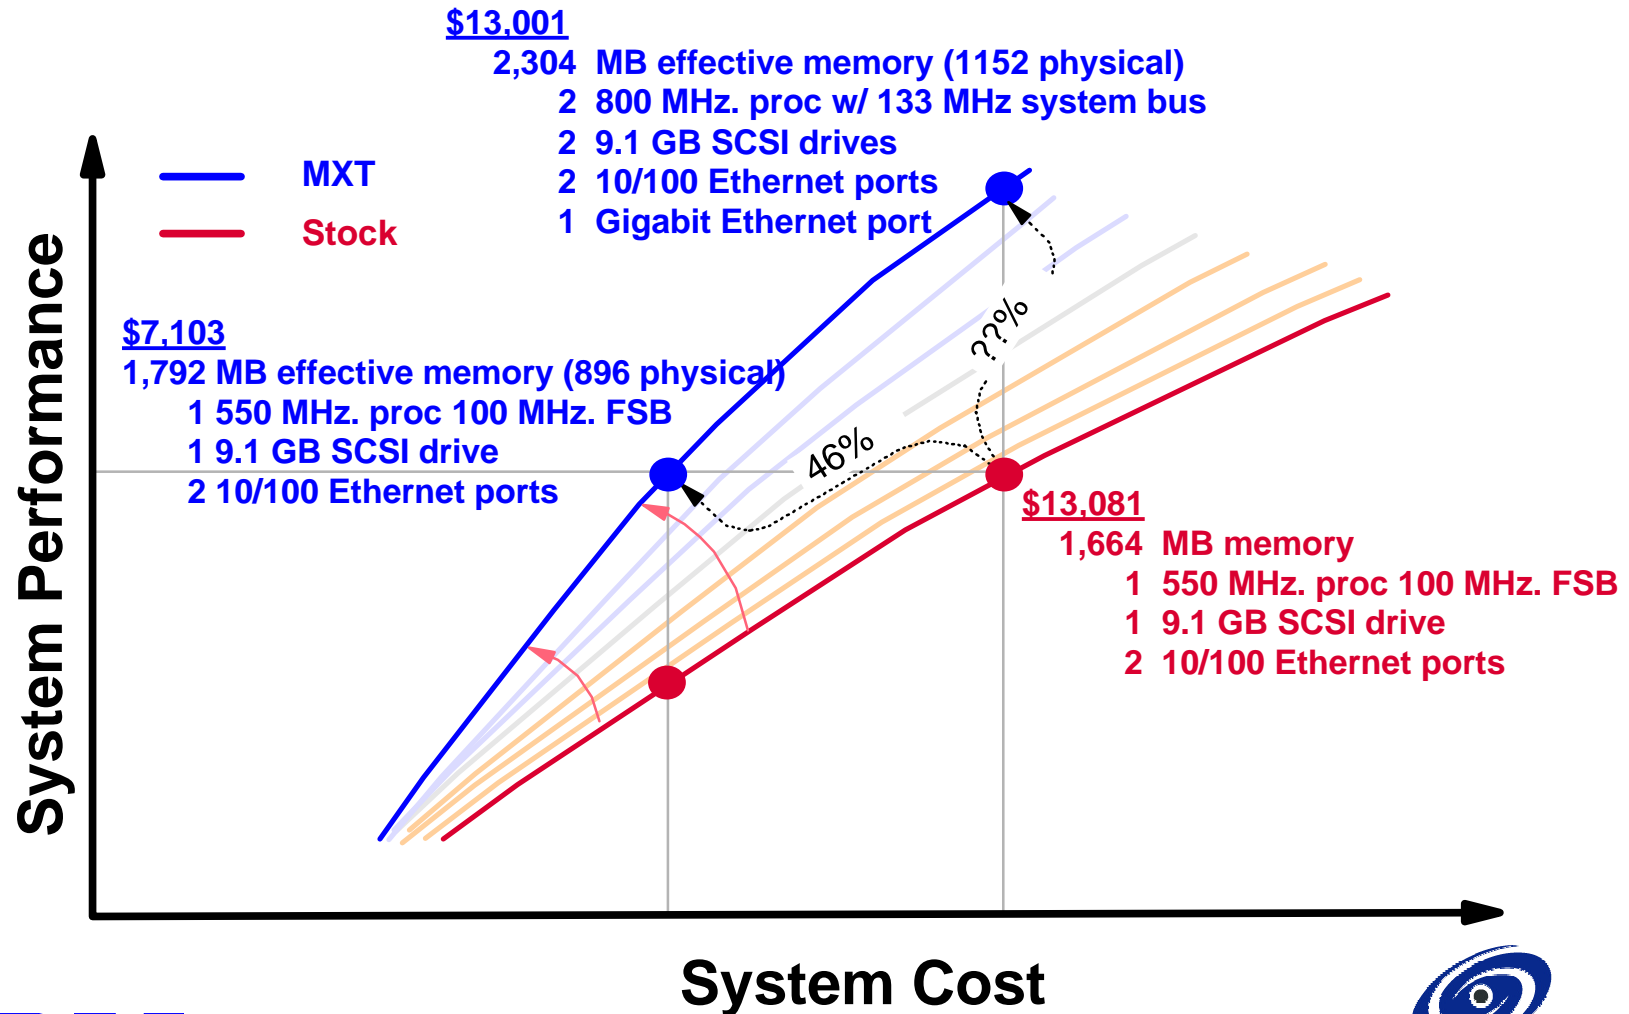 $13,001
2,304 MB effective memory (1152 physical)
2 800 MHz. proc w/ 133 MHz system bus
2 9.1 GB SCSI drives
2 10/100 Ethernet ports
1 Gigabit Ethernet port
MXT
Stock
System Performance
$7,103
1,792 MB effective memory (896 physical)
1 550 MHz. proc 100 MHz. FSB
1 9.1 GB SCSI drive
2 10/100 Ethernet ports
??%
46%
$13,081
1,664 MB memory
1 550 MHz. proc 100 MHz. FSB
1 9.1 GB SCSI drive
2 10/100 Ethernet ports
System Cost